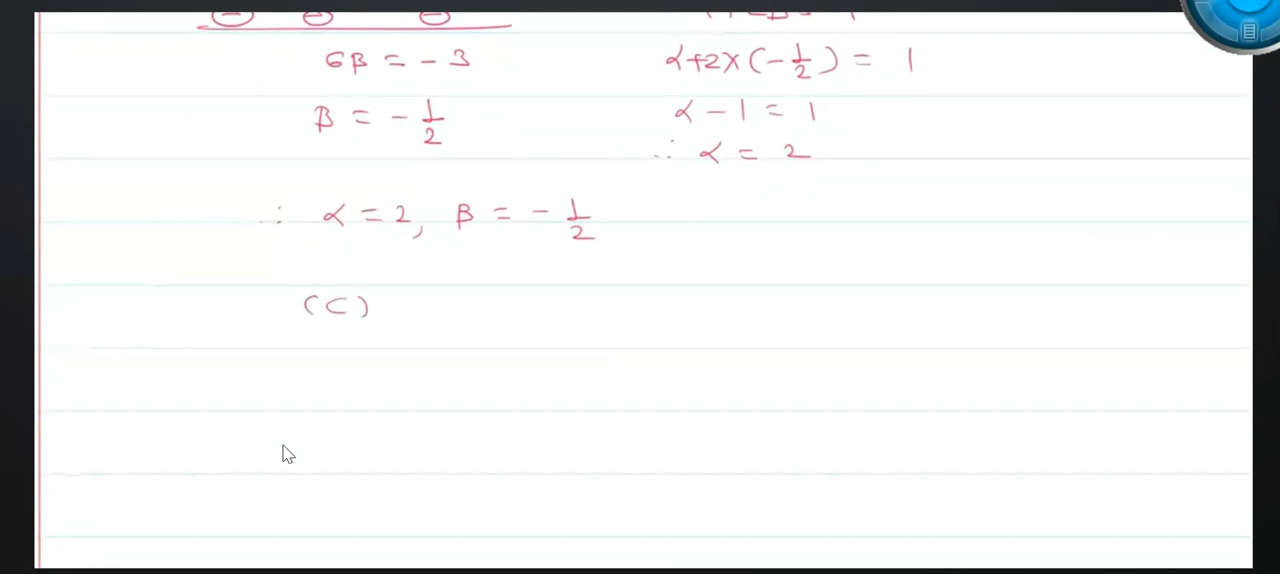 6β = - 3
α+2×(-1/2) = 1
β = - 1/2
α - 1 = 1
∴ α = 2
∴ α = 2, β = - 1/2
(C)